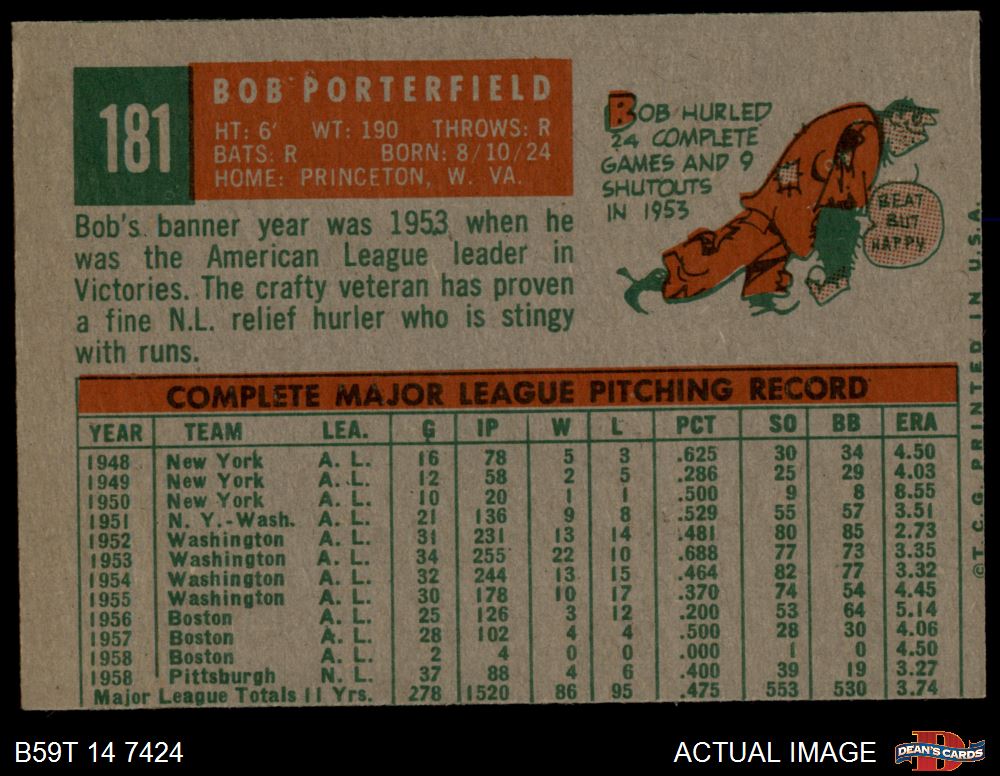 181
BOB PORTERFIELD
HT: 6' WT: 190 THROWS: R
BATS: R BORN: 8/10/24
HOME: PRINCETON, W. VA.
BOB HURLED
24 COMPLETE
GAMES AND 9
SHUTOUTS
IN 1953
BEAT
BUT
HAPPY
Bob's banner year was 1953 when he
was the American League leader in
Victories. The crafty veteran has proven
a fine N.L. relief hurler who is stingy
with runs.
COMPLETE MAJOR LEAGUE PITCHING RECORD
YEAR TEAM LEA. G IP W L PCT SO BB ERA
1948 New York A. L. 16 78 5 3 .625 30 34 4.50
1949 New York A. L. 12 58 2 5 .286 25 29 4.03
1950 New York A. L. 10 20 1 1 .500 9 8 8.55
1951 N. Y.-Wash. A. L. 21 136 9 8 .529 55 57 3.51
1952 Washington A. L. 31 231 13 14 .481 80 85 2.73
1953 Washington A. L. 34 255 22 10 .688 77 73 3.35
1954 Washington A. L. 32 244 13 15 .464 82 77 3.32
1955 Washington A. L. 30 178 10 17 .370 74 54 4.45
1956 Boston A. L. 25 126 3 12 .200 53 64 5.14
1957 Boston A. L. 28 102 4 4 .500 28 30 4.06
1958 Boston A. L. 2 4 0 0 .000 1 0 4.50
1958 Pittsburgh N. L. 37 88 4 6 .400 39 19 3.27
Major League Totals 11 Yrs. 278 1520 86 95 .475 553 530 3.74
©T. C. G. PRINTED IN U.S.A.
B59T 14 7424
ACTUAL IMAGE
D
DEAN'S CARDS